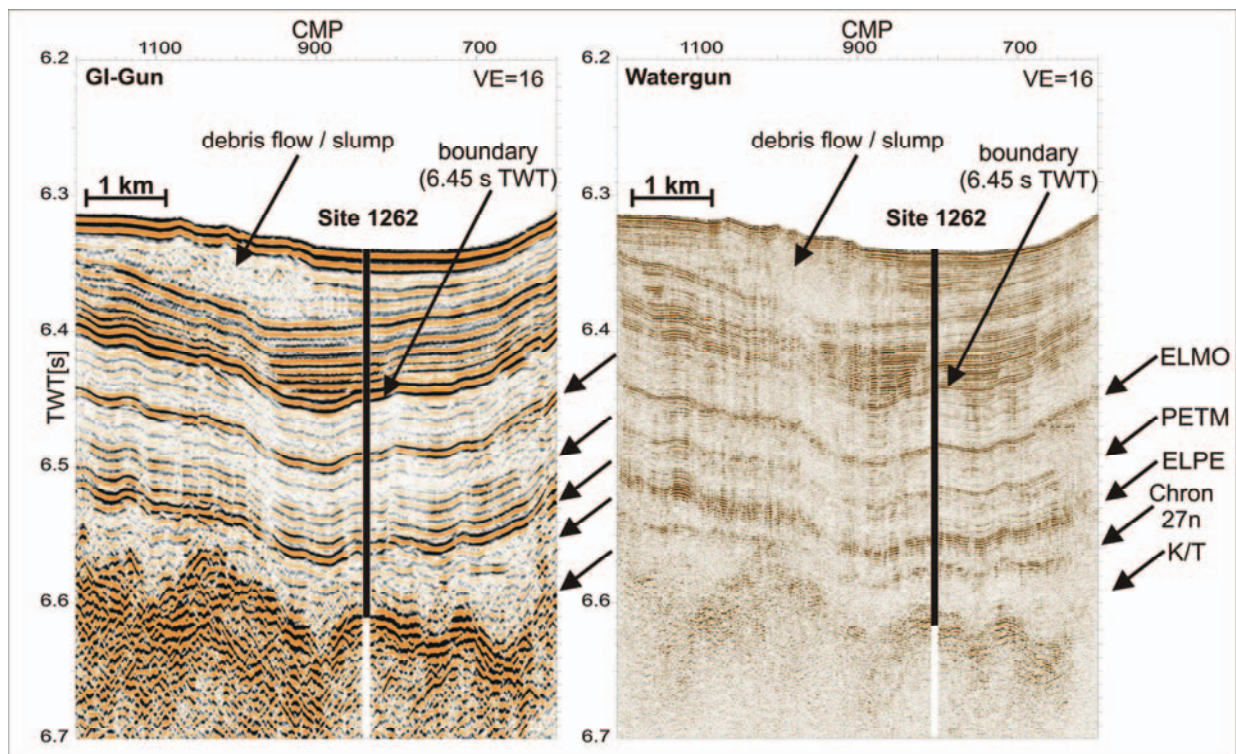 CMP
1100 900 700
6.2
GI-Gun
VE=16
debris flow / slump
boundary
(6.45 s TWT)
1 km
Site 1262
6.3
6.4
TWT[s]
6.5
6.6
6.7
CMP
1100 900 700
6.2
Watergun
VE=16
debris flow / slump
boundary
(6.45 s TWT)
1 km
Site 1262
6.3
6.4
6.5
6.6
6.7
ELMO
PETM
ELPE
Chron
27n
K/T